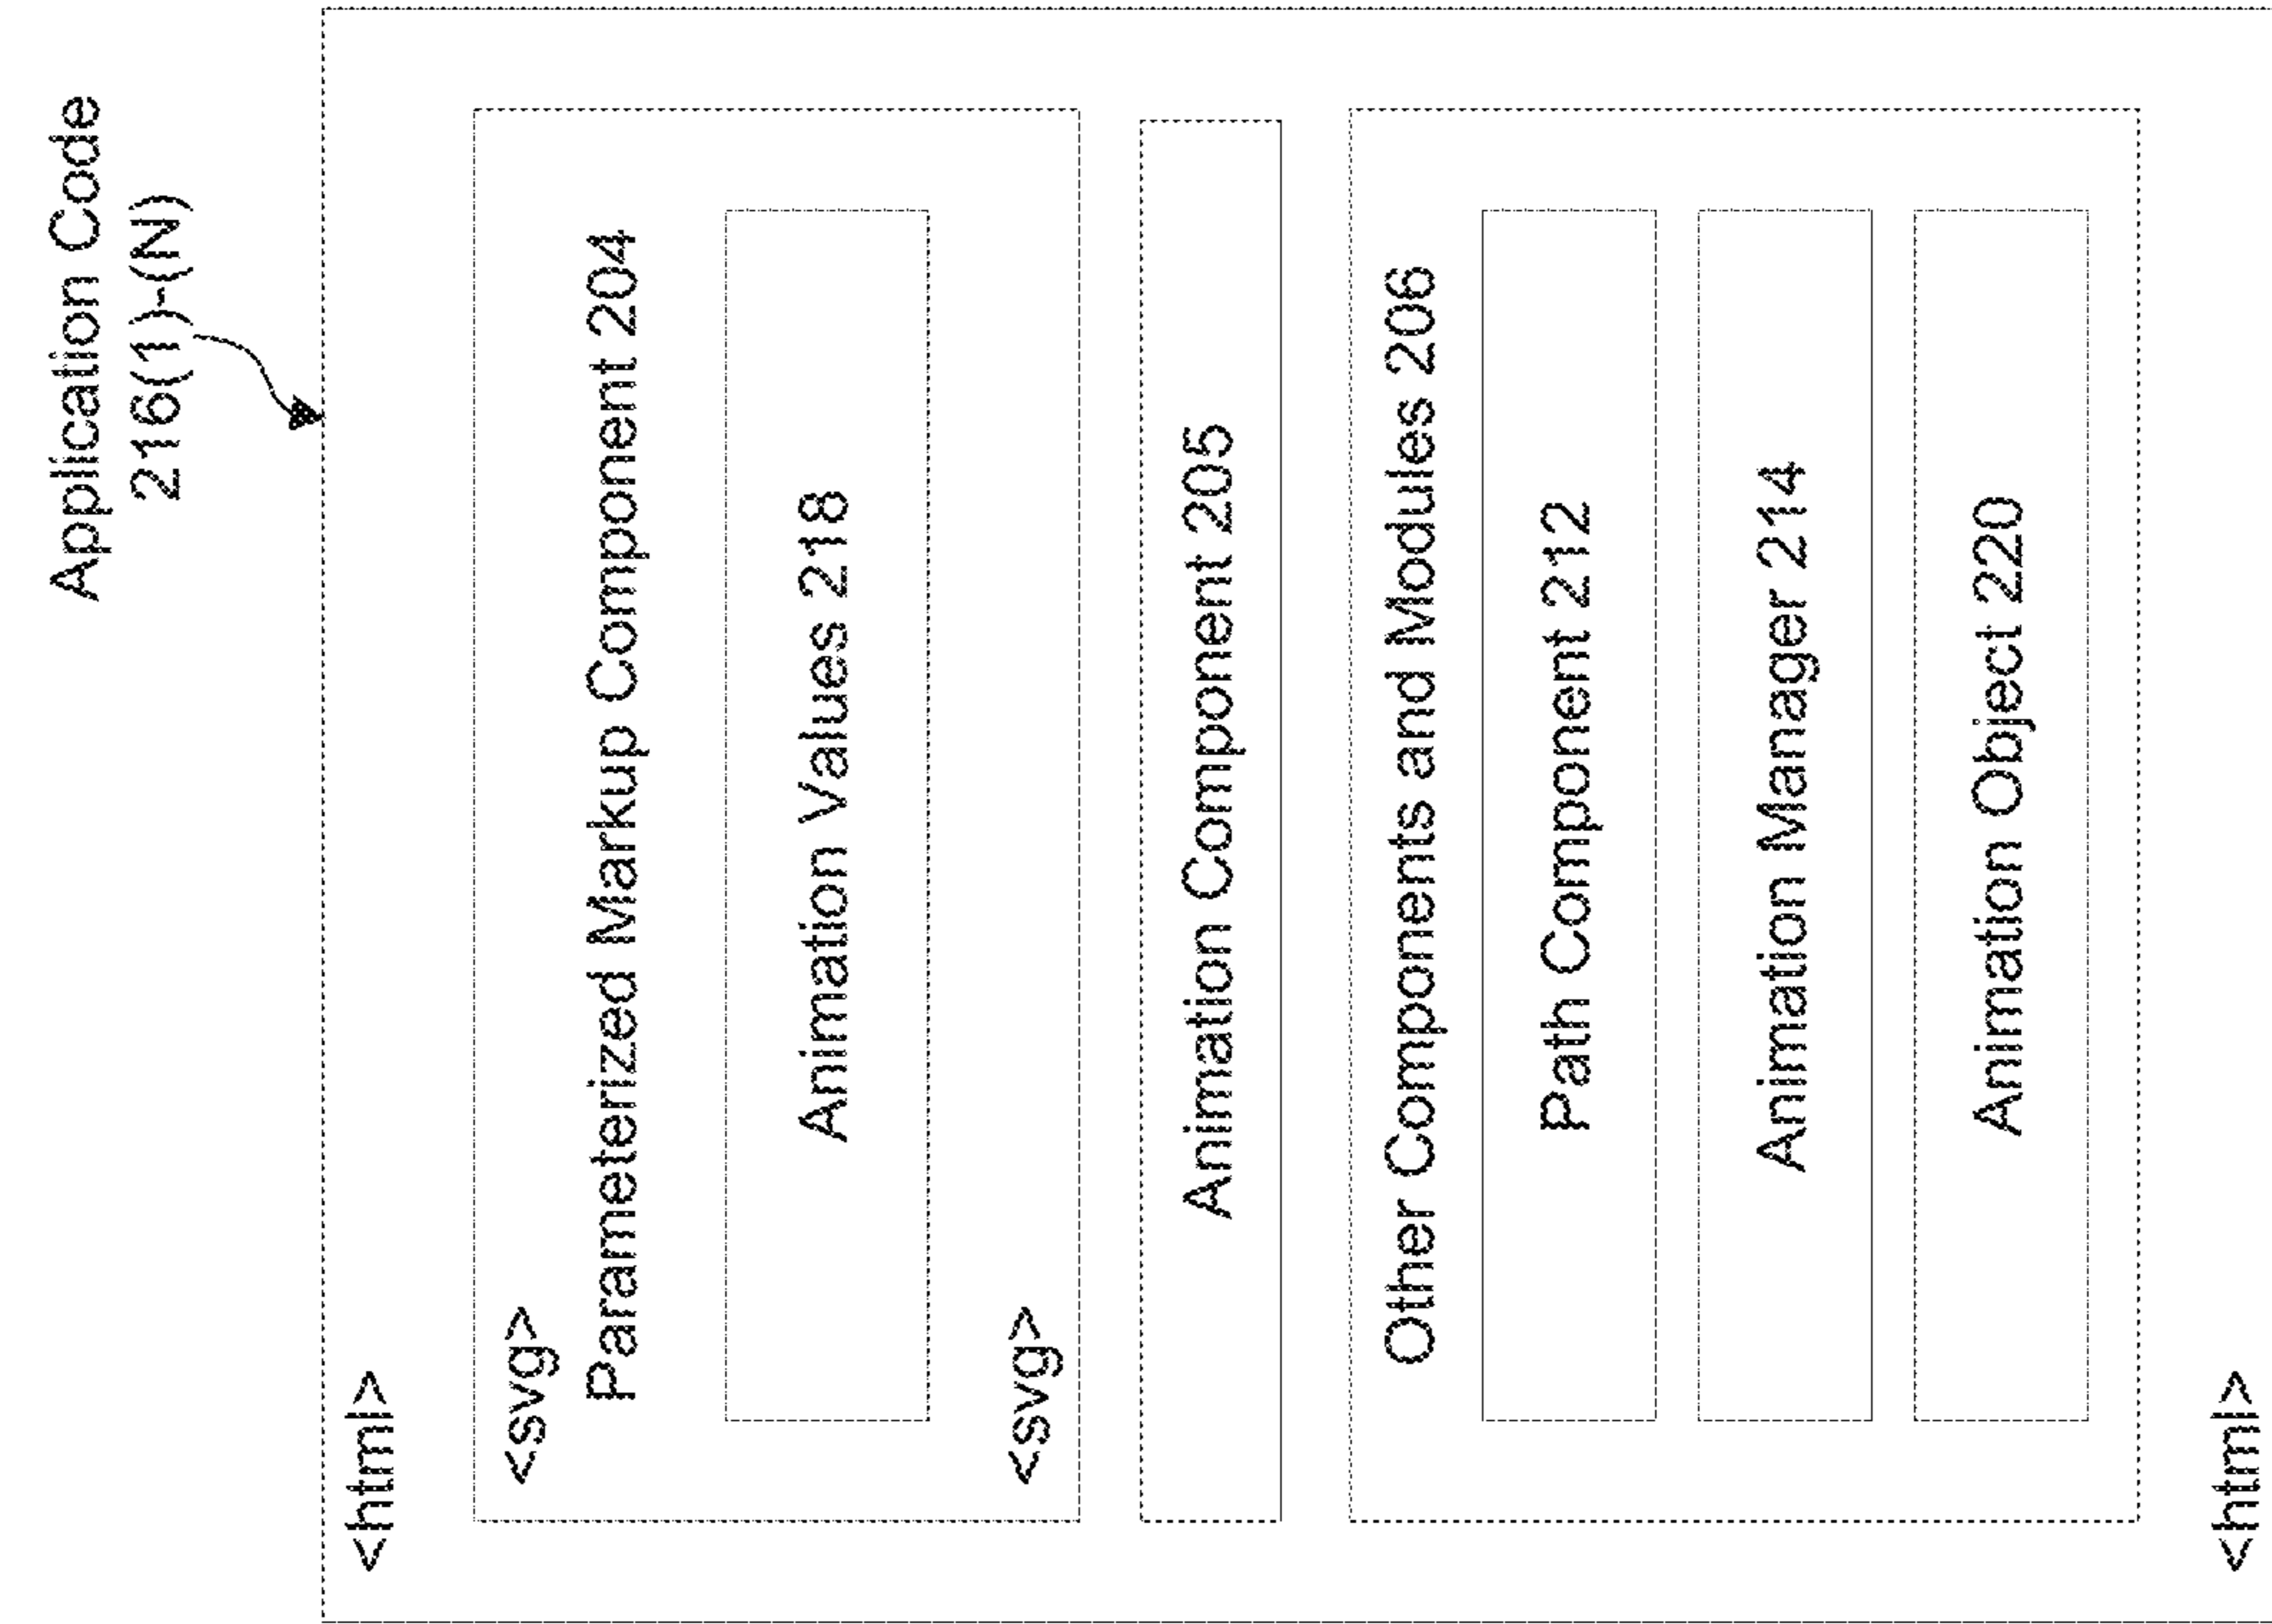 Application Code
216(1)-(N)
<html>
<svg>
Parameterized Markup Component 204
Animation Values 218
<svg>
Animation Component 205
Other Components and Modules 206
Path Component 212
Animation Manager 214
Animation Object 220
<html>